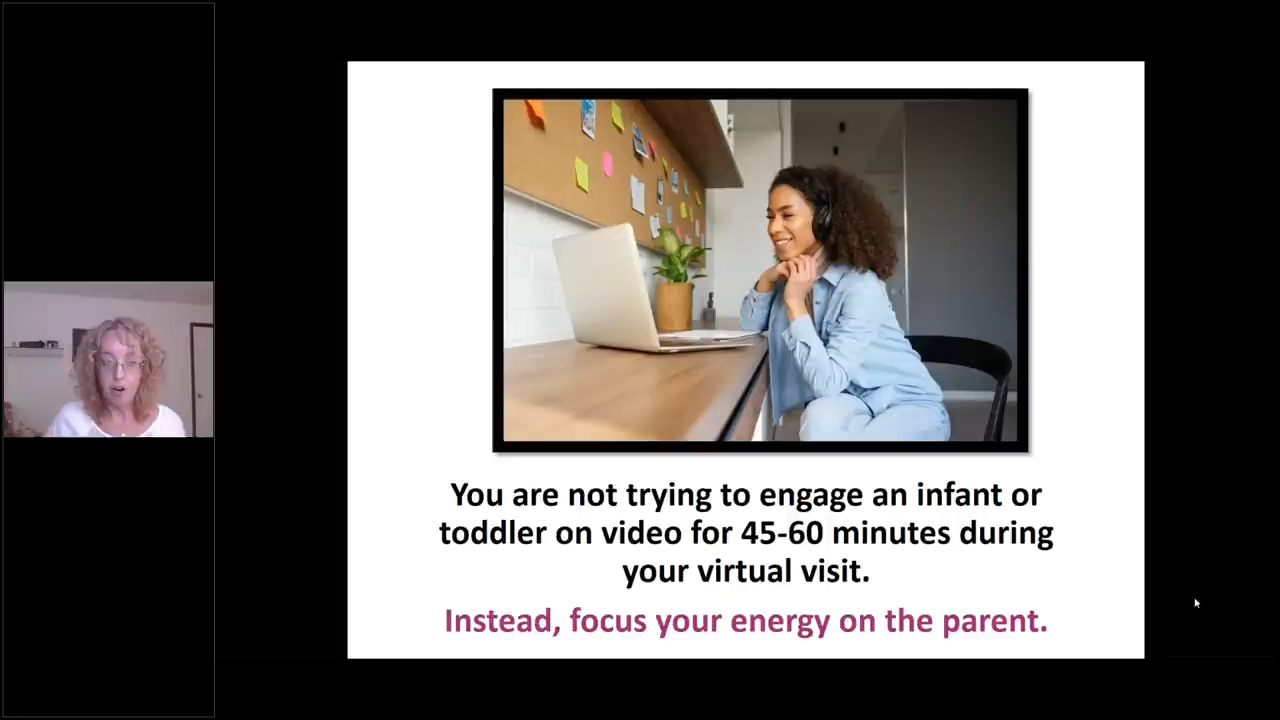 You are not trying to engage an infant or
toddler on video for 45-60 minutes during
your virtual visit.
Instead, focus your energy on the parent.